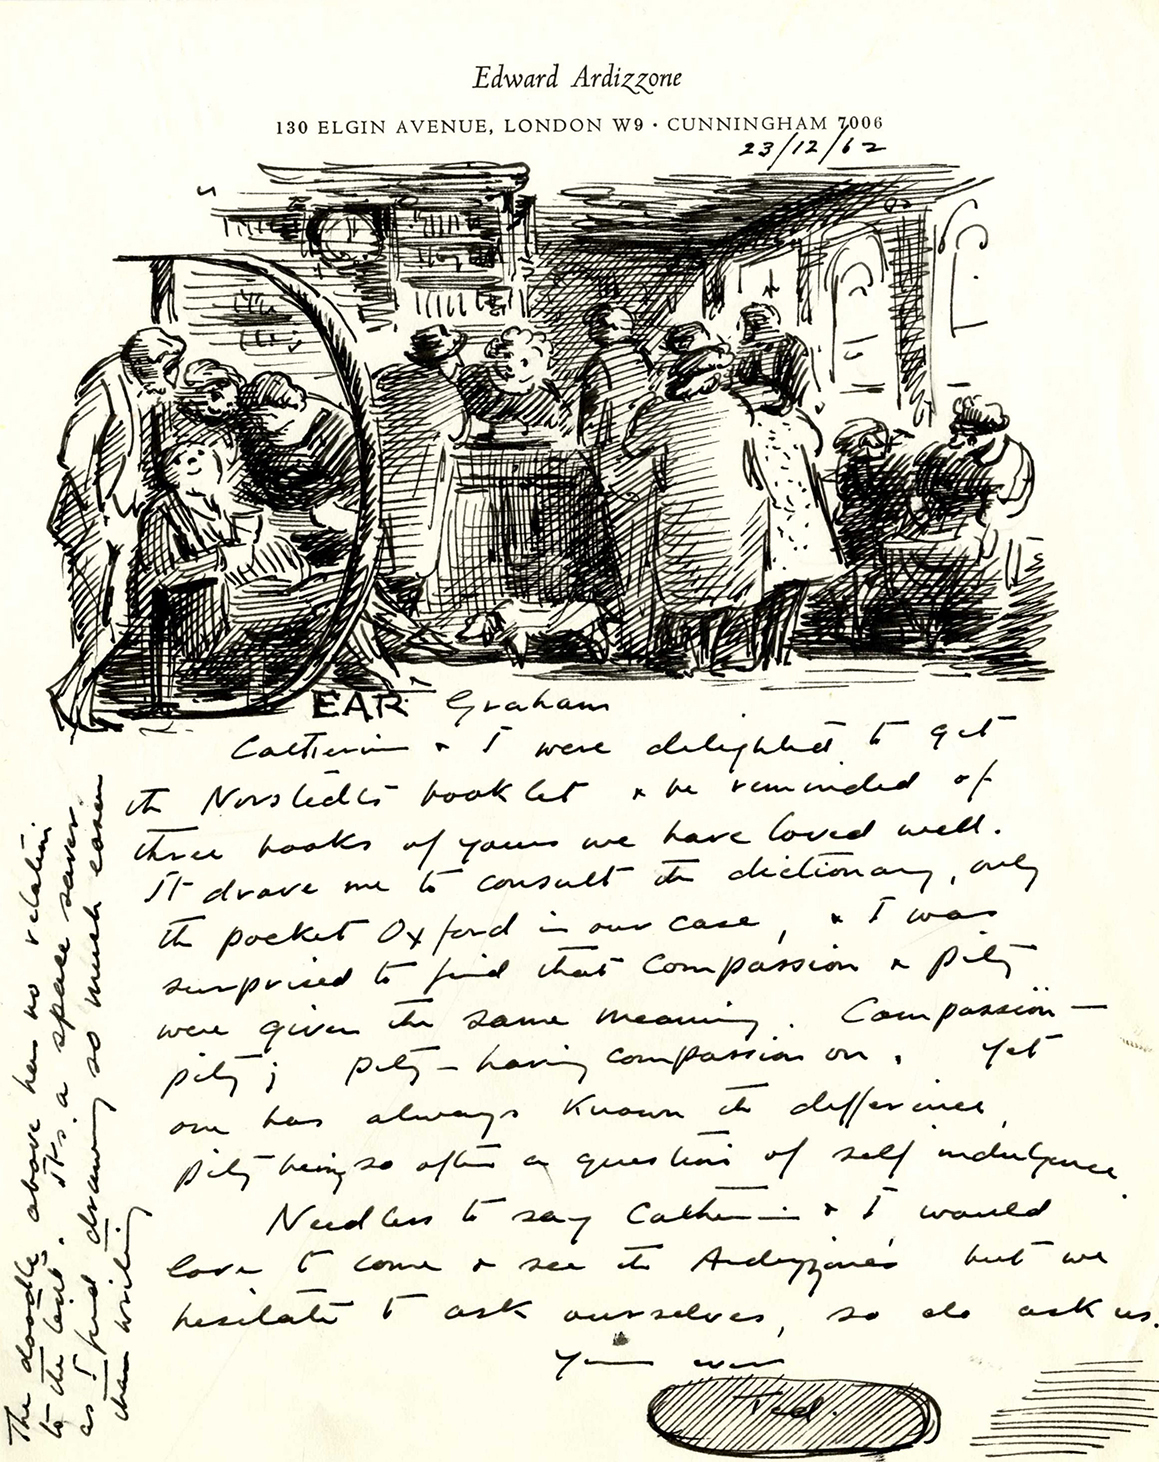 Edward Ardizzone
130 ELGIN AVENUE, LONDON W9 · CUNNINGHAM 7006
23/12/62
DEAR Graham
Catherine & I were delighted to get
the Norstedts booklet & be reminded of
three books of yours we have loved well.
It drove me to consult the dictionary, only
the pocket Oxford in our case, & I was
surprised to find that compassion & pity
were given the same meaning. Compassion —
pity; pity — having compassion on. Yet
one has always known the difference,
pity being so often a question of self indulgence.
Needless to say Catherine & I would
love to come & see the Ardizzone's but we
hesitate to ask ourselves, so do ask us.
Yours ever
Ted.
The doodle above has no relation
to the text. its a space saver
as I find drawing so much easier
than writing